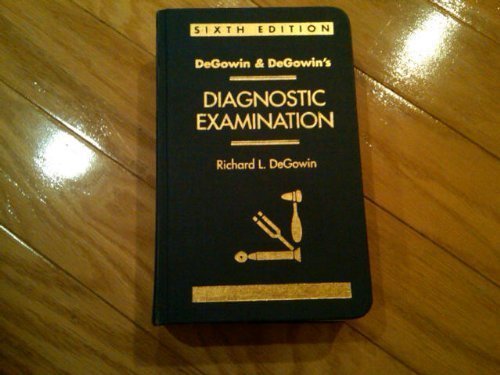 SIXTH EDITION
DeGowin & DeGowin's
DIAGNOSTIC
EXAMINATION
Richard L. DeGowin